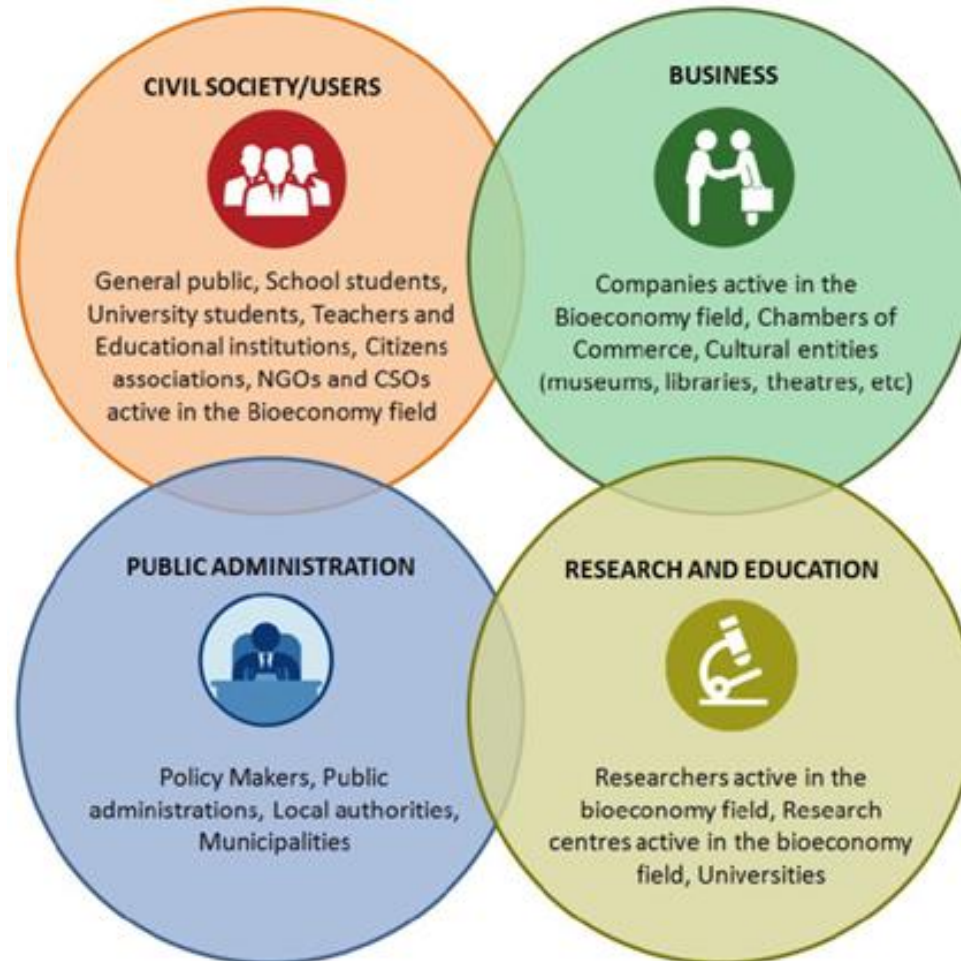 CIVIL SOCIETY/USERS
General public, School students,
University students, Teachers and
Educational institutions, Citizens
associations, NGOs and CSOs
active in the Bioeconomy field
BUSINESS
Companies active in the
Bioeconomy field, Chambers of
Commerce, Cultural entities
(museums, libraries, theatres, etc)
PUBLIC ADMINISTRATION
Policy Makers, Public
administrations, Local authorities,
Municipalities
RESEARCH AND EDUCATION
Researchers active in the
bioeconomy field, Research
centres active in the bioeconomy
field, Universities